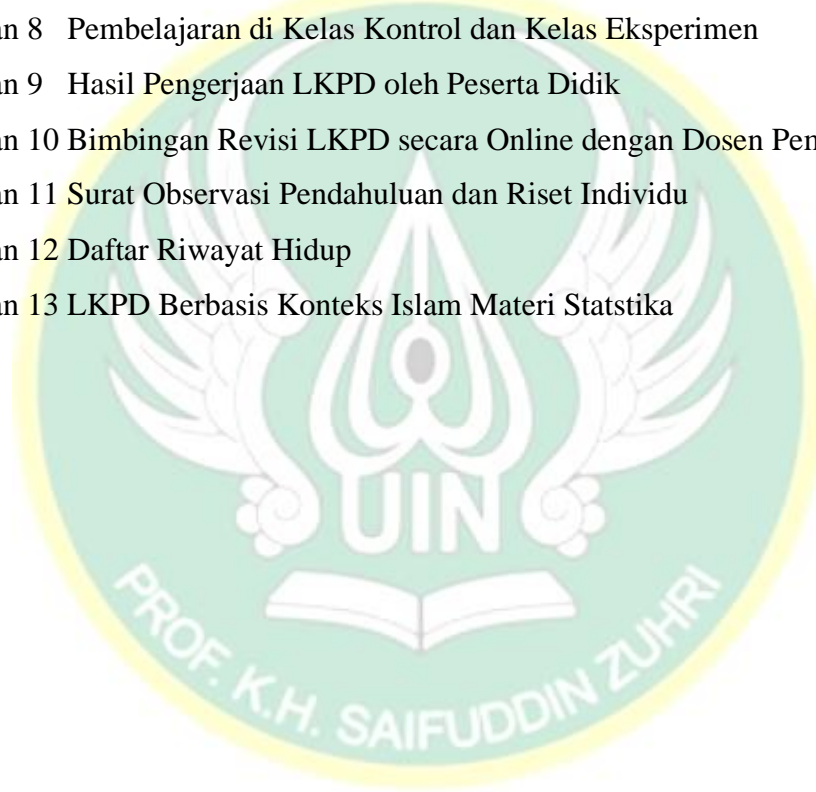 an 8 Pembelajaran di Kelas Kontrol dan Kelas Eksperimen
an 9 Hasil Pengerjaan LKPD oleh Peserta Didik
an 10 Bimbingan Revisi LKPD secara Online dengan Dosen Pen
an 11 Surat Observasi Pendahuluan dan Riset Individu
an 12 Daftar Riwayat Hidup
an 13 LKPD Berbasis Konteks Islam Materi Statstika
UIN
PROF. K.H. SAIFUDDIN ZUHRI